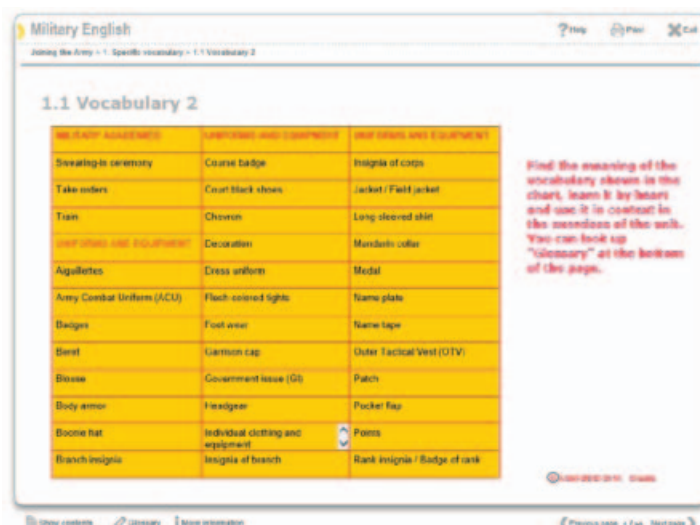 Military English
Help Print Exit
Joining the Army > 1. Specific vocabulary > 1.1 Vocabulary 2
1.1 Vocabulary 2
MILITARY ACADEMIES UNIFORMS AND EQUIPMENT UNIFORMS AND EQUIPMENT
Swearing-in ceremony Course badge Insignia of corps
Take orders Court black shoes Jacket / Field jacket
Train Chevron Long sleeved shirt
UNIFORMS AND EQUIPMENT Decoration Mandarin collar
Aiguillettes Dress uniform Medal
Army Combat Uniform (ACU) Flesh-colored tights Name plate
Badges Foot wear Name tape
Beret Garrison cap Outer Tactical Vest (OTV)
Blouse Government issue (GI) Patch
Body armor Headgear Pocket flap
Boonie hat Individual clothing and equipment Points
Branch insignia Insignia of branch Rank insignia / Badge of rank
Find the meaning of the
vocabulary shown in the
chart, learn it by heart
and use it in context in
the exercises of the unit.
You can look up
"Glossary" at the bottom
of the page.
Show contents Glossary More information